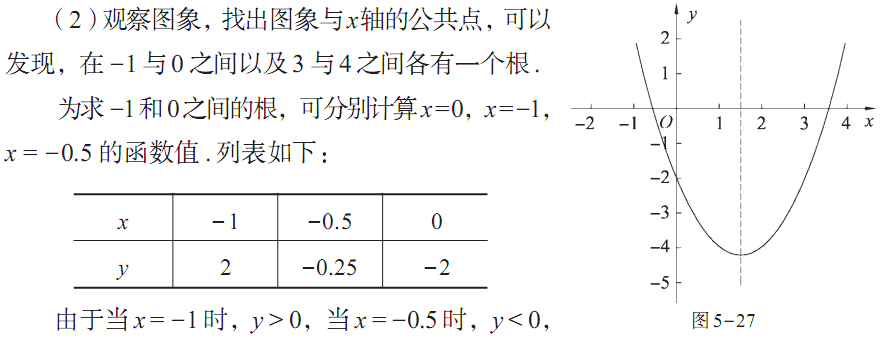 （2）观察图象，找出图象与x轴的公共点，可以
发现，在-1与0之间以及3与4之间各有一个根．
为求-1和0之间的根，可分别计算x=0，x=-1，
x=-0.5的函数值．列表如下：
x -1 -0.5 0
y 2 -0.25 -2
由于当x=-1时，y>0，当x=-0.5时，y<0，
y
2
1
-2 -1 O 1 2 3 4 x
-1
-2
-3
-4
-5
图5-27